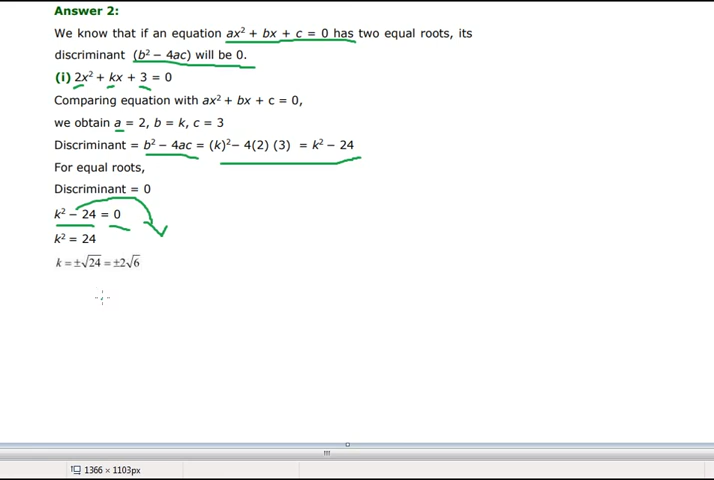 Answer 2:
We know that if an equation ax² + bx + c = 0 has two equal roots, its
discriminant (b² − 4ac) will be 0.
(i) 2x² + kx + 3 = 0
Comparing equation with ax² + bx + c = 0,
we obtain a = 2, b = k, c = 3
Discriminant = b² − 4ac = (k)² − 4(2) (3) = k² − 24
For equal roots,
Discriminant = 0
k² − 24 = 0
k² = 24
k = ±√24 = ±2√6
1366 × 1103px